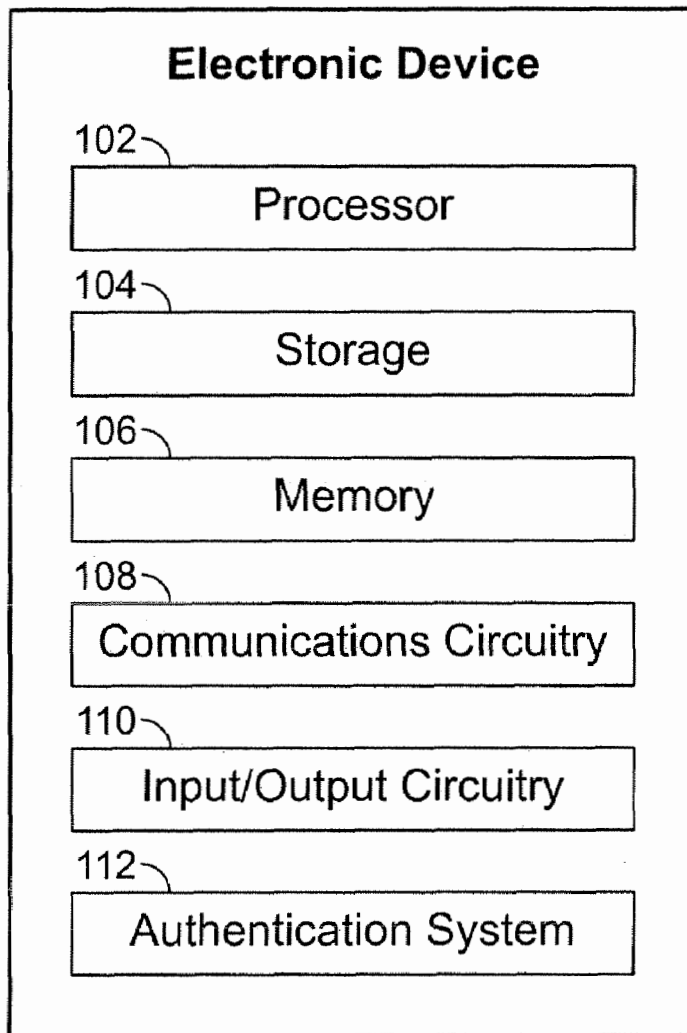 Electronic Device
102
Processor
104
Storage
106
Memory
108
Communications Circuitry
110
Input/Output Circuitry
112
Authentication System